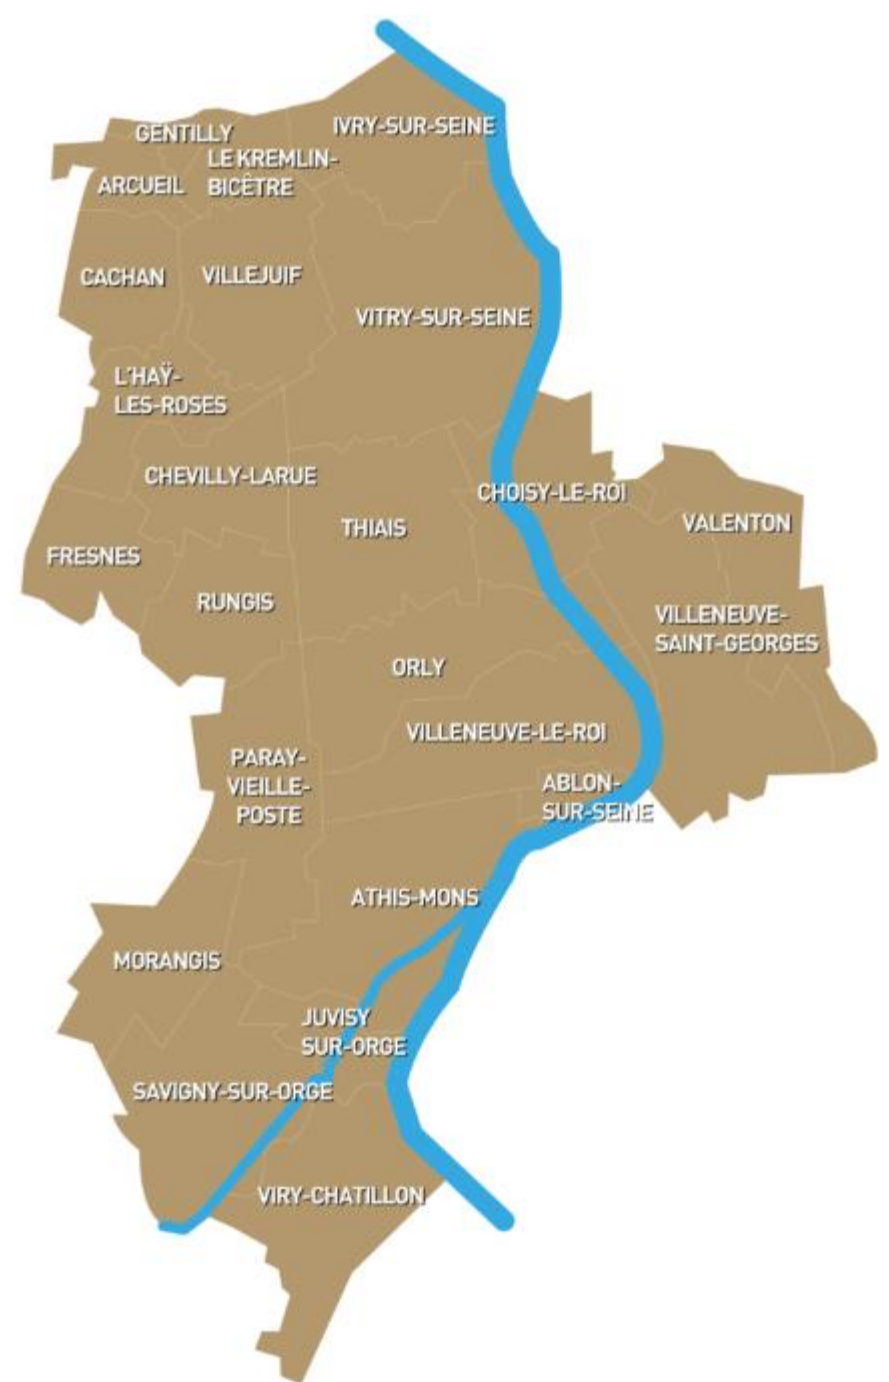 GENTILLY
IVRY-SUR-SEINE
LE KREMLIN-
BICÊTRE
ARCUEIL
CACHAN
VILLEJUIF
VITRY-SUR-SEINE
L'HAŸ-
LES-ROSES
CHEVILLY-LARUE
CHOISY-LE-ROI
VALENTON
THIAIS
FRESNES
RUNGIS
VILLENEUVE-
SAINT-GEORGES
ORLY
VILLENEUVE-LE-ROI
PARAY-
VIEILLE-
POSTE
ABLON-
SUR-SEINE
ATHIS-MONS
MORANGIS
JUVISY
SUR-ORGE
SAVIGNY-SUR-ORGE
VIRY-CHATILLON